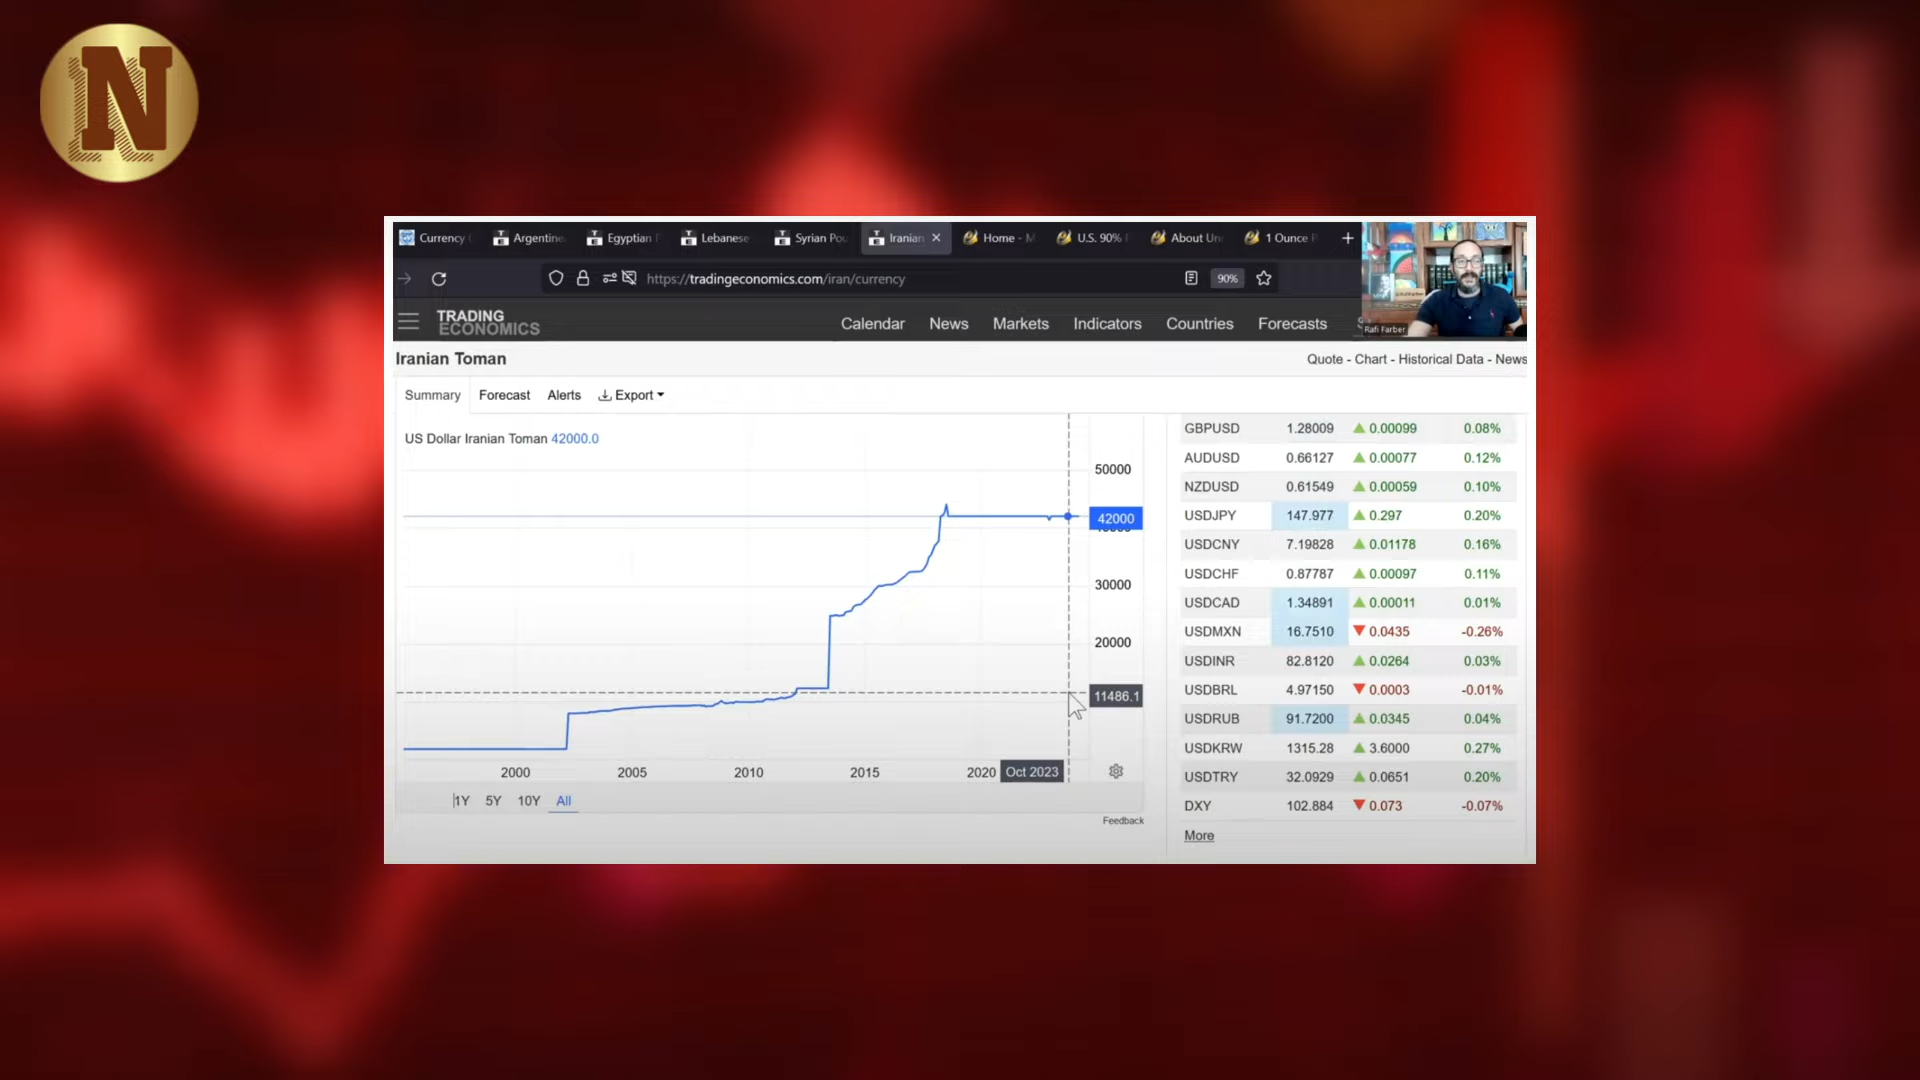 N
Currency
Argentine
Egyptian
Lebanese
Syrian Pou
Iranian
Home - M
U.S. 90%
About Un
1 Ounce
https://tradingeconomics.com/iran/currency
90%
TRADING
ECONOMICS
Calendar
News
Markets
Indicators
Countries
Forecasts
Rafi Farber
Iranian Toman
Quote - Chart - Historical Data - News
Summary
Forecast
Alerts
Export
US Dollar Iranian Toman 42000.0
50000
42000
30000
20000
11486.1
2000
2005
2010
2015
2020
Oct 2023
1Y
5Y
10Y
All
Feedback
GBPUSD 1.28009 0.00099 0.08%
AUDUSD 0.66127 0.00077 0.12%
NZDUSD 0.61549 0.00059 0.10%
USDJPY 147.977 0.297 0.20%
USDCNY 7.19828 0.01178 0.16%
USDCHF 0.87787 0.00097 0.11%
USDCAD 1.34891 0.00011 0.01%
USDMXN 16.7510 0.0435 -0.26%
USDINR 82.8120 0.0264 0.03%
USDBRL 4.97150 0.0003 -0.01%
USDRUB 91.7200 0.0345 0.04%
USDKRW 1315.28 3.6000 0.27%
USDTRY 32.0929 0.0651 0.20%
DXY 102.884 0.073 -0.07%
More